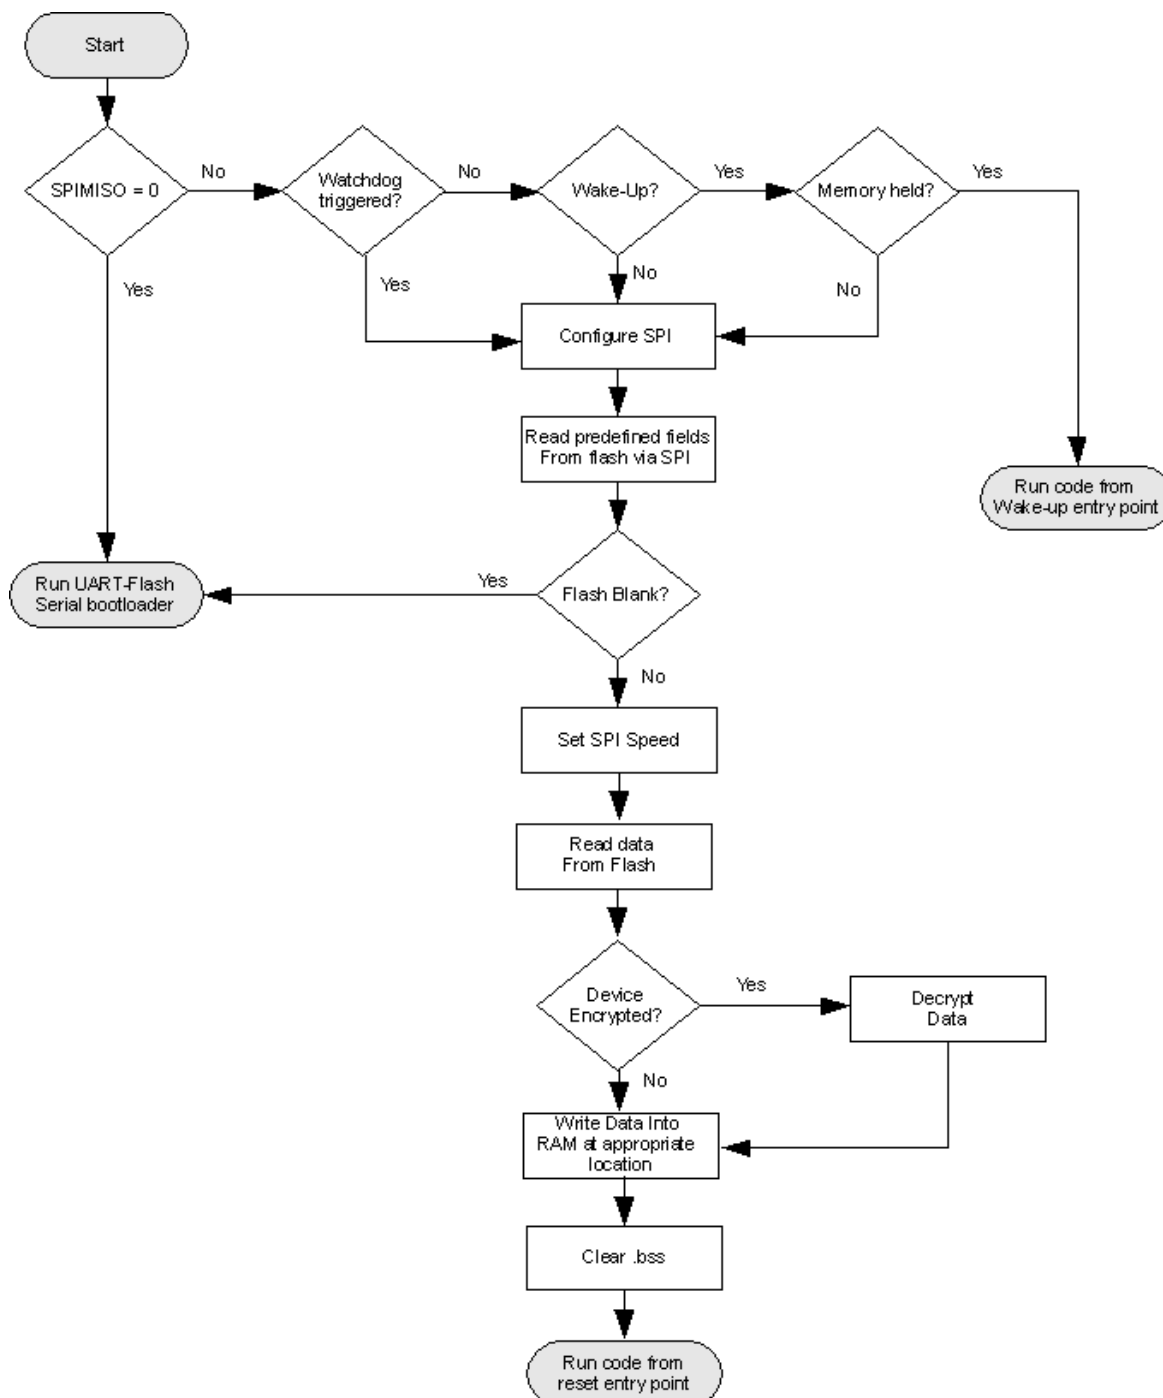 Start
SPIMISO = 0
No
Watchdog
triggered?
No
Wake-Up?
Yes
Memory held?
Yes
Yes
Yes
No
No
Configure SPI
Read predefined fields
From flash via SPI
Run code from
Wake-up entry point
Run UART-Flash
Serial bootloader
Yes
Flash Blank?
No
Set SPI Speed
Read data
From Flash
Device
Encrypted?
Yes
Decrypt
Data
No
Write Data Into
RAM at appropriate
location
Clear .bss
Run code from
reset entry point